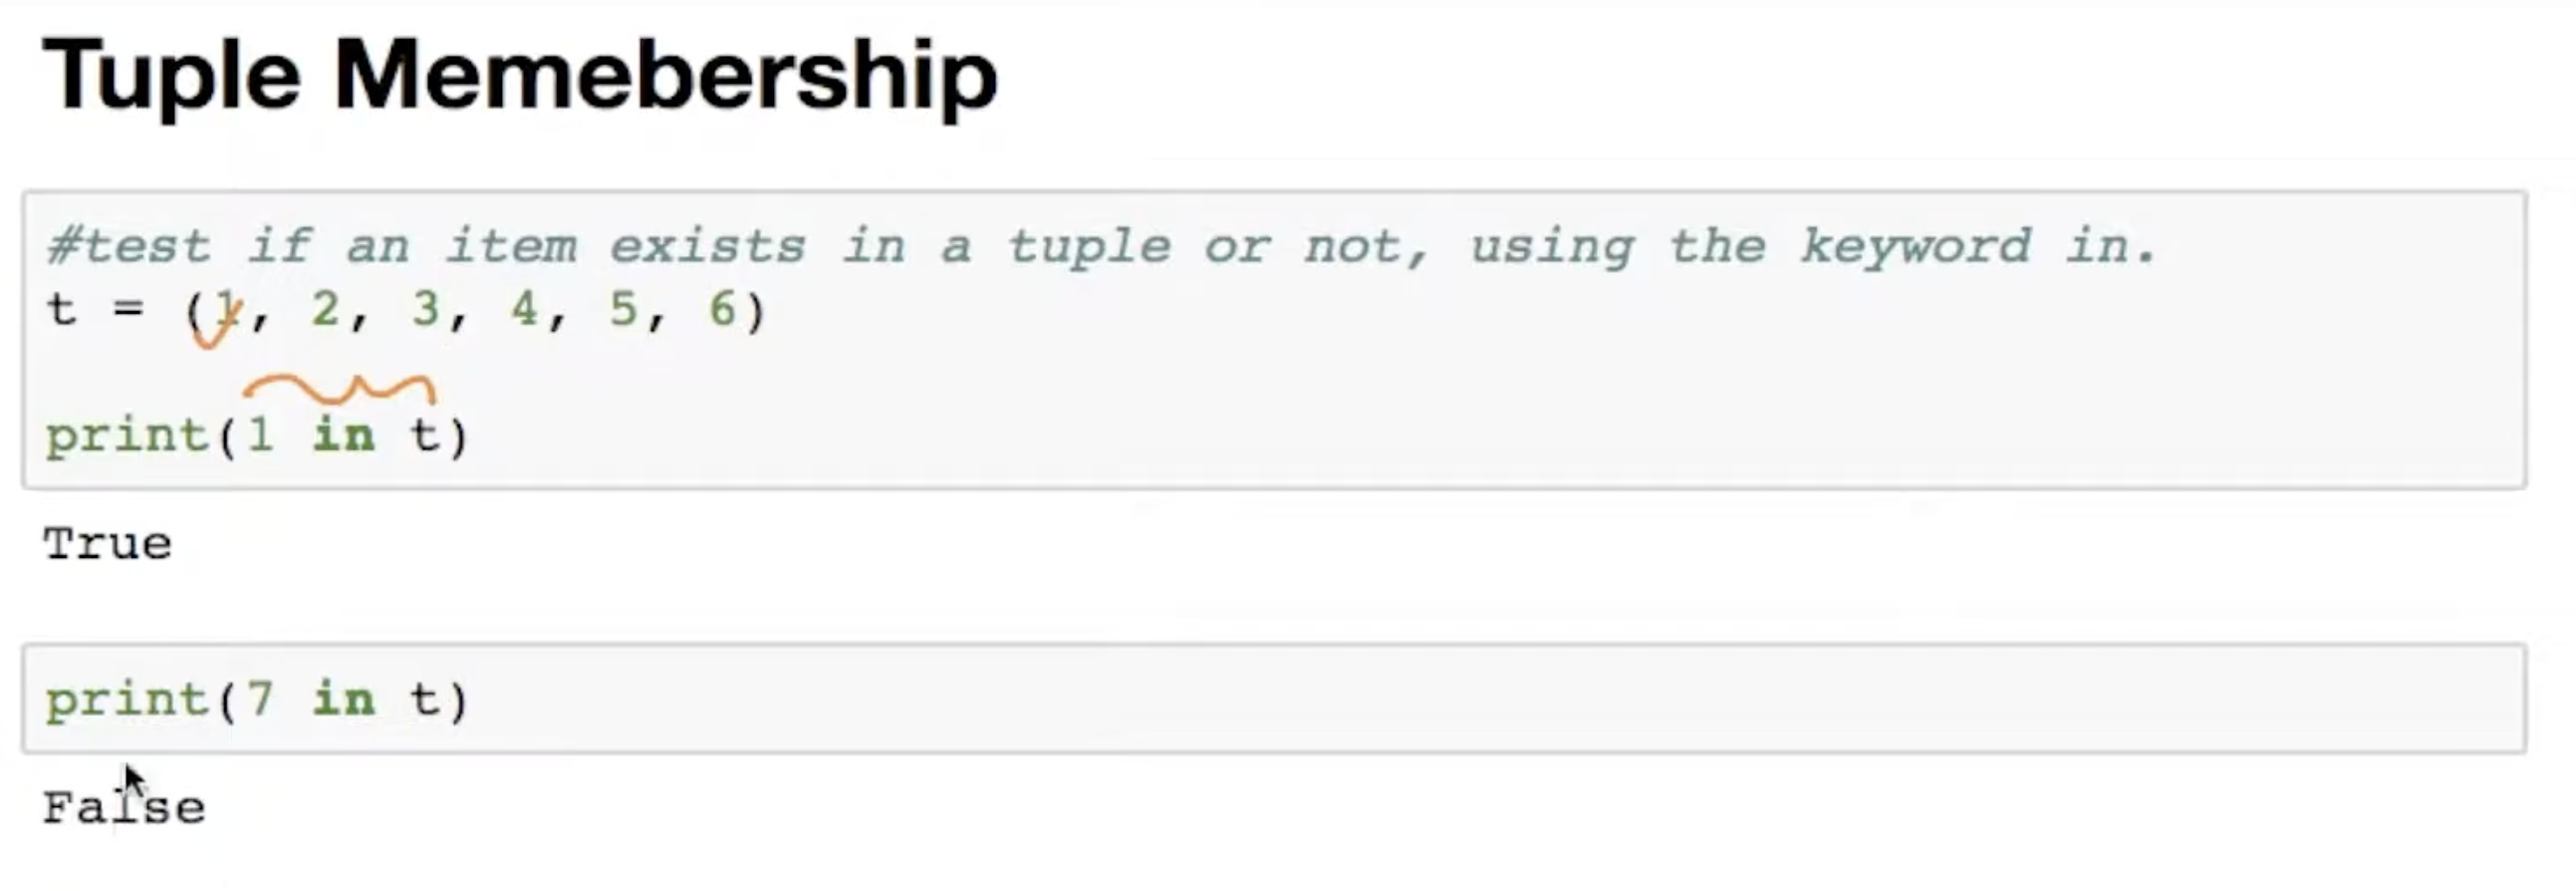 Tuple Memebership
#test if an item exists in a tuple or not, using the keyword in.
t = (1, 2, 3, 4, 5, 6)
print(1 in t)
True
print(7 in t)
False